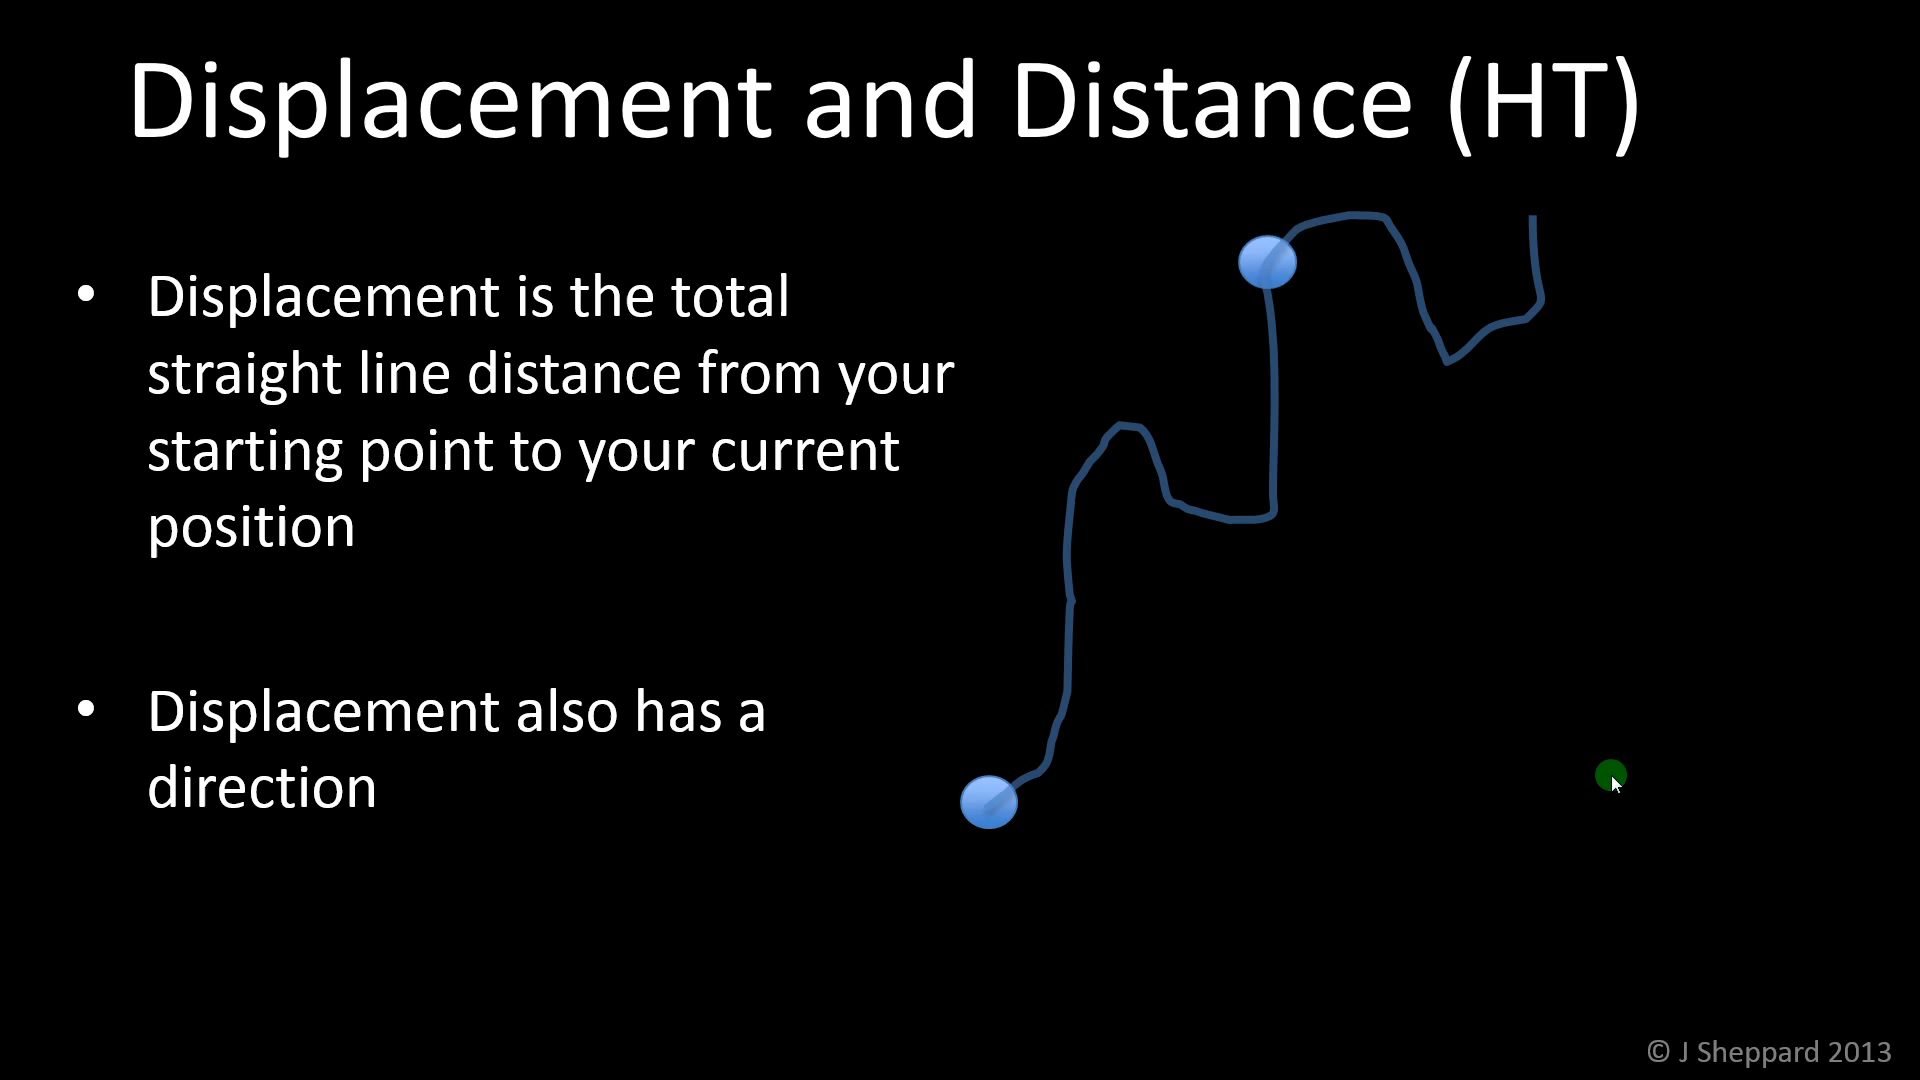 Displacement and Distance (HT)
• Displacement is the total
straight line distance from your
starting point to your current
position
• Displacement also has a
direction
© J Sheppard 2013